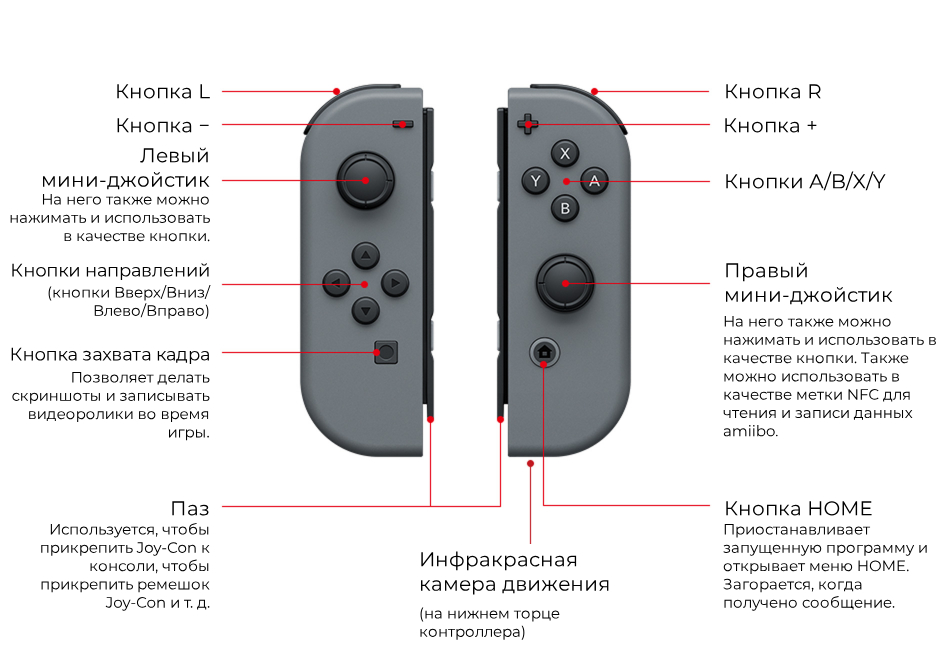 Кнопка L
Кнопка –
Левый
мини-джойстик
На него также можно
нажимать и использовать
в качестве кнопки.
Кнопки направлений
(кнопки Вверх/Вниз/
Влево/Вправо)
Кнопка захвата кадра
Позволяет делать
скриншоты и записывать
видеоролики во время
игры.
Паз
Используется, чтобы
прикрепить Joy-Con к
консоли, чтобы
прикрепить ремешок
Joy-Con и т. д.
X
Y
A
B
Инфракрасная
камера движения
(на нижнем торце
контроллера)
Кнопка R
Кнопка +
Кнопки A/B/X/Y
Правый
мини-джойстик
На него также можно
нажимать и использовать в
качестве кнопки. Также
можно использовать в
качестве метки NFC для
чтения и записи данных
amiibo.
Кнопка HOME
Приостанавливает
запущенную программу и
открывает меню HOME.
Загорается, когда
получено сообщение.